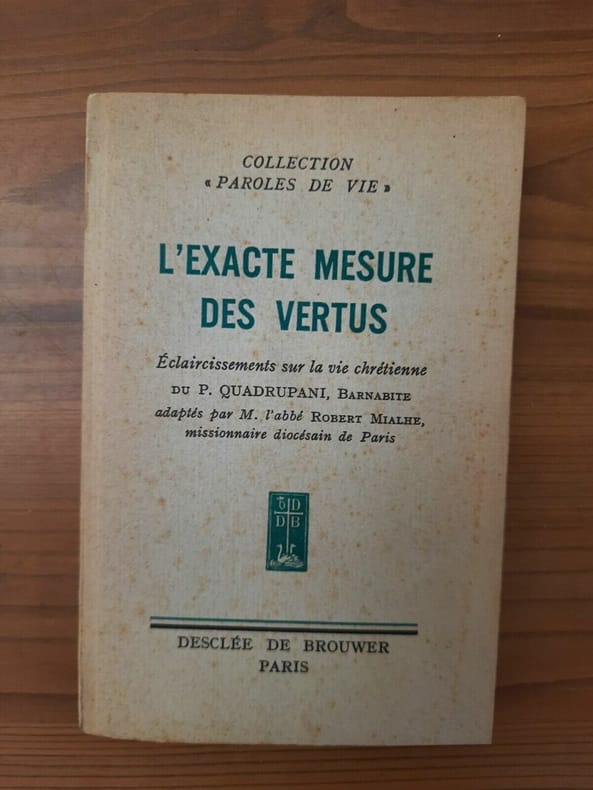 COLLECTION
« PAROLES DE VIE »
L'EXACTE MESURE
DES VERTUS
Éclaircissements sur la vie chrétienne
DU P. QUADRUPANI, BARNABITE
adaptés par M. l'abbé ROBERT MIALHE,
missionnaire diocésain de Paris
D
D B
DESCLÉE DE BROUWER
PARIS